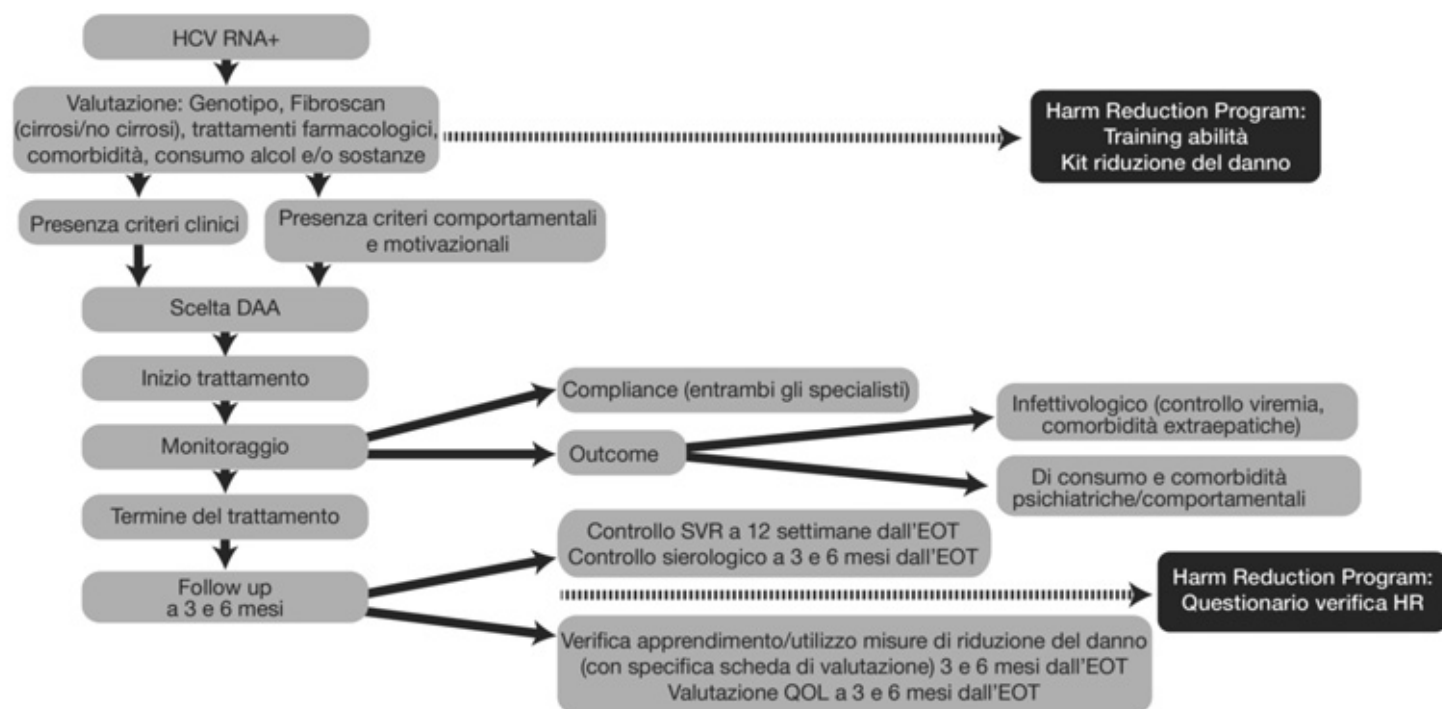 HCV RNA+
Valutazione: Genotipo, Fibroscan
(cirrosi/no cirrosi), trattamenti farmacologici,
comorbidità, consumo alcol e/o sostanze
Harm Reduction Program:
Training abilità
Kit riduzione del danno
Presenza criteri clinici
Presenza criteri comportamentali
e motivazionali
Scelta DAA
Inizio trattamento
Compliance (entrambi gli specialisti)
Infettivologico (controllo viremia,
comorbidità extraepatiche)
Monitoraggio
Outcome
Di consumo e comorbidità
psichiatriche/comportamentali
Termine del trattamento
Controllo SVR a 12 settimane dall'EOT
Controllo sierologico a 3 e 6 mesi dall'EOT
Follow up
a 3 e 6 mesi
Harm Reduction Program:
Questionario verifica HR
Verifica apprendimento/utilizzo misure di riduzione del danno
(con specifica scheda di valutazione) 3 e 6 mesi dall'EOT
Valutazione QOL a 3 e 6 mesi dall'EOT